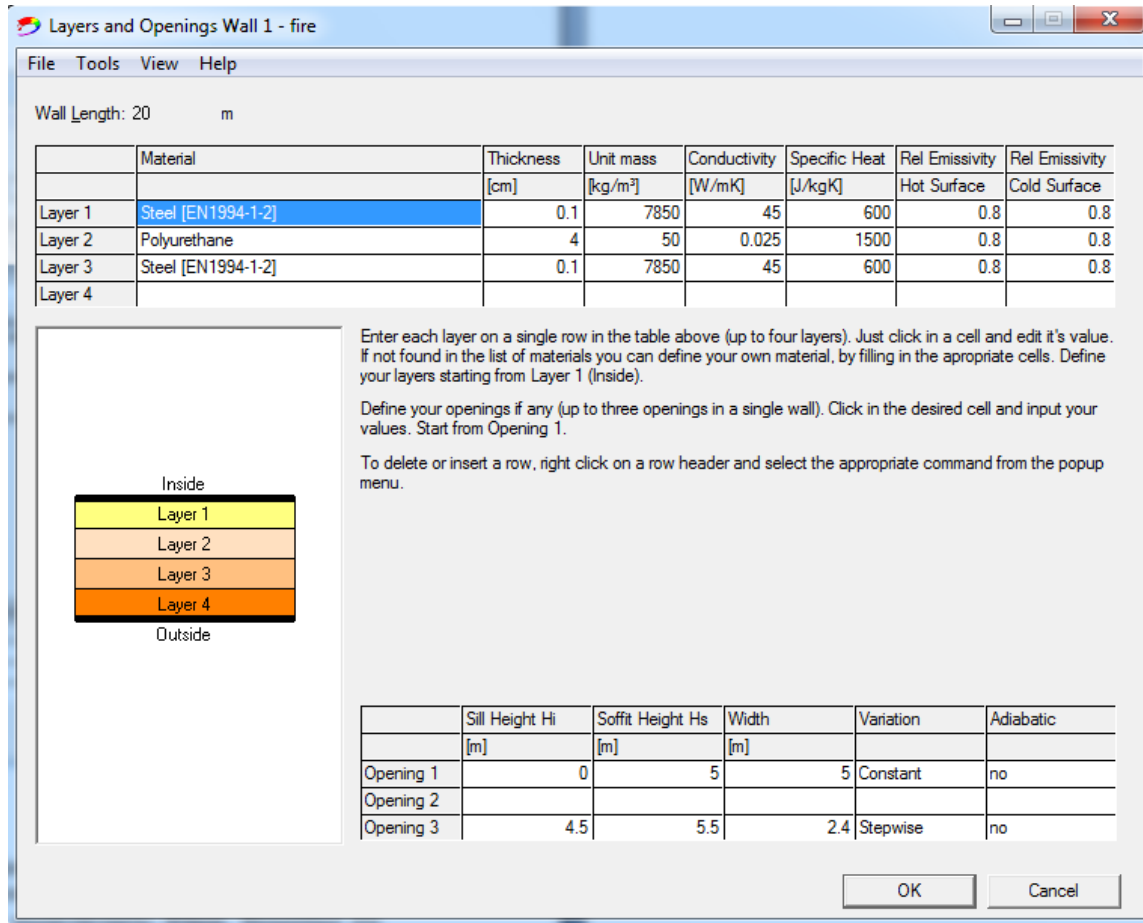 Layers and Openings Wall 1 - fire
File Tools View Help
Wall Length: 20 m
Material Thickness Unit mass Conductivity Specific Heat Rel Emissivity Rel Emissivity
[cm] [kg/m³] [W/mK] [J/kgK] Hot Surface Cold Surface
Layer 1 Steel [EN1994-1-2] 0.1 7850 45 600 0.8 0.8
Layer 2 Polyurethane 4 50 0.025 1500 0.8 0.8
Layer 3 Steel [EN1994-1-2] 0.1 7850 45 600 0.8 0.8
Layer 4
Enter each layer on a single row in the table above (up to four layers). Just click in a cell and edit it's value.
If not found in the list of materials you can define your own material, by filling in the apropriate cells. Define
your layers starting from Layer 1 (Inside).
Define your openings if any (up to three openings in a single wall). Click in the desired cell and input your
values. Start from Opening 1.
To delete or insert a row, right click on a row header and select the appropriate command from the popup
menu.
Inside
Layer 1
Layer 2
Layer 3
Layer 4
Outside
Sill Height Hi Soffit Height Hs Width Variation Adiabatic
[m] [m] [m]
Opening 1 0 5 5 Constant no
Opening 2
Opening 3 4.5 5.5 2.4 Stepwise no
OK Cancel